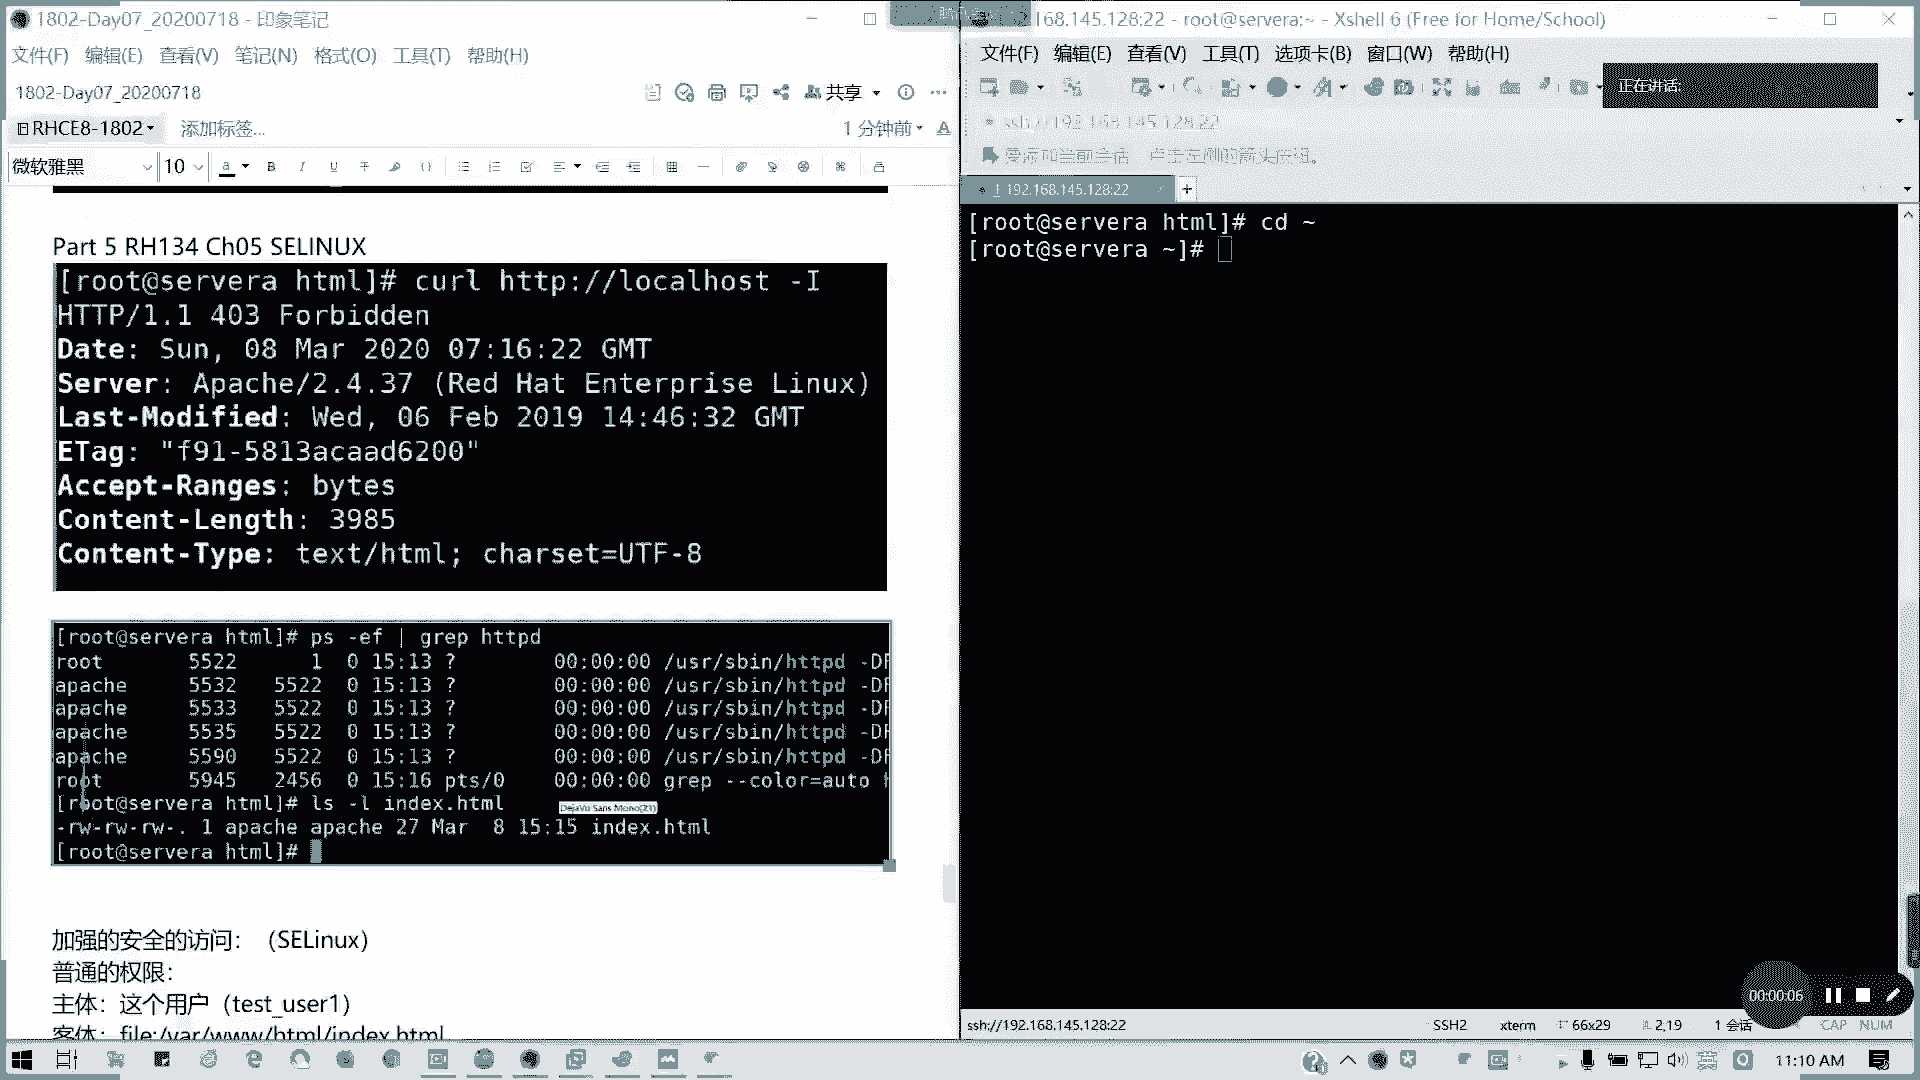 1802-Day07_20200718 - 印象笔记
文件(F) 编辑(E) 查看(V) 笔记(N) 格式(O) 工具(T) 帮助(H)
1802-Day07_20200718
共享
RHCE8-1802
添加标签...
1 分钟前
微软雅黑 10
Part 5 RH134 Ch05 SELINUX
[root@servera html]# curl http://localhost -I
HTTP/1.1 403 Forbidden
Date: Sun, 08 Mar 2020 07:16:22 GMT
Server: Apache/2.4.37 (Red Hat Enterprise Linux)
Last-Modified: Wed, 06 Feb 2019 14:46:32 GMT
ETag: "f91-5813acaad6200"
Accept-Ranges: bytes
Content-Length: 3985
Content-Type: text/html; charset=UTF-8
[root@servera html]# ps -ef | grep httpd
root 5522 1 0 15:13 ? 00:00:00 /usr/sbin/httpd -DF
apache 5532 5522 0 15:13 ? 00:00:00 /usr/sbin/httpd -DF
apache 5533 5522 0 15:13 ? 00:00:00 /usr/sbin/httpd -DF
apache 5535 5522 0 15:13 ? 00:00:00 /usr/sbin/httpd -DF
apache 5590 5522 0 15:13 ? 00:00:00 /usr/sbin/httpd -DF
root 5945 2456 0 15:16 pts/0 00:00:00 grep --color=auto
[root@servera html]# ls -l index.html
DejaVu Sans Mono(21)
-rw-rw-rw-. 1 apache apache 27 Mar 8 15:15 index.html
[root@servera html]#
加强的安全的访问：（SELinux）
普通的权限：
主体：这个用户（test_user1）
客体：file:/var/www/html/index.html
168.145.128:22 - root@servera:~ - Xshell 6 (Free for Home/School)
文件(F) 编辑(E) 查看(V) 工具(T) 选项卡(B) 窗口(W) 帮助(H)
正在讲话:
ssh://192.168.145.128:22
要添加当前会话，点击左侧的箭头按钮。
1 192.168.145.128:22
[root@servera html]# cd ~
[root@servera ~]#
00:00:06
ssh://192.168.145.128:22 SSH2 xterm 66x29 2,19 1 会话 CAP NUM
英 11:10 AM